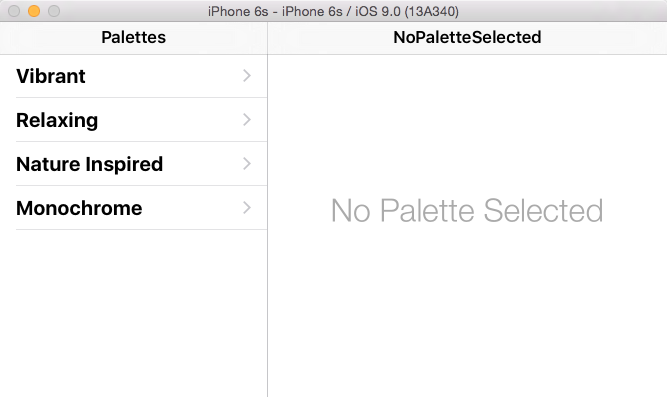 iPhone 6s - iPhone 6s / iOS 9.0 (13A340)
Palettes
NoPaletteSelected
Vibrant
Relaxing
Nature Inspired
Monochrome
No Palette Selected